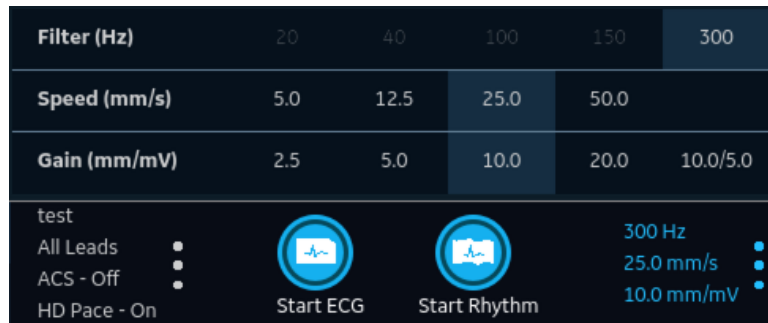 Filter (Hz) 20 40 100 150 300
Speed (mm/s) 5.0 12.5 25.0 50.0
Gain (mm/mV) 2.5 5.0 10.0 20.0 10.0/5.0
test
All Leads
ACS - Off
HD Pace - On
Start ECG
Start Rhythm
300 Hz
25.0 mm/s
10.0 mm/mV